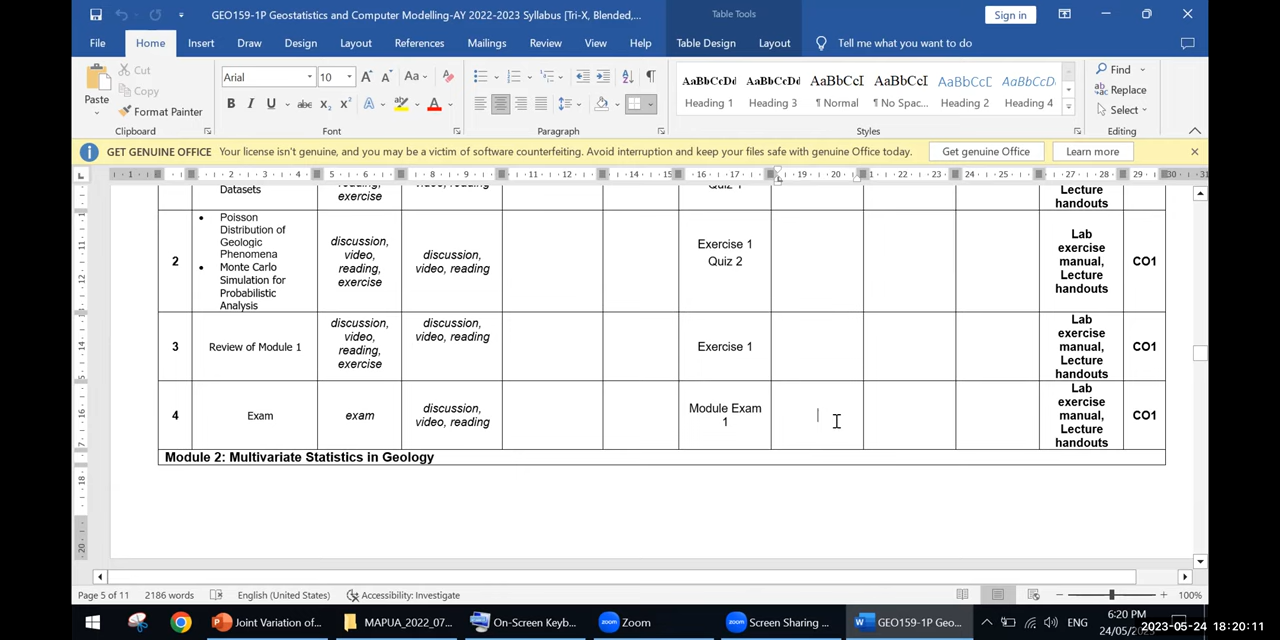 GEO159-1P Geostatistics and Computer Modelling-AY 2022-2023 Syllabus [Tri-X, Blended,...
Table Tools
Sign in
File Home Insert Draw Design Layout References Mailings Review View Help Table Design Layout Tell me what you want to do
Paste
Cut
Copy
Format Painter
Clipboard
Arial 10
Font
Paragraph
AaBbCcDd Heading 1
AaBbCcDd Heading 3
AaBbCcI ¶ Normal
AaBbCcI ¶ No Spac...
AaBbCcD Heading 2
AaBbCcDı Heading 4
Styles
Find
Replace
Select
Editing
GET GENUINE OFFICE Your license isn't genuine, and you may be a victim of software counterfeiting. Avoid interruption and keep your files safe with genuine Office today. Get genuine Office Learn more
Datasets
reading,
exercise
video, reading
Quiz 1
Lecture
handouts
2
• Poisson
Distribution of
Geologic
Phenomena
• Monte Carlo
Simulation for
Probabilistic
Analysis
discussion,
video,
reading,
exercise
discussion,
video, reading
Exercise 1
Quiz 2
Lab
exercise
manual,
Lecture
handouts
CO1
3
Review of Module 1
discussion,
video,
reading,
exercise
discussion,
video, reading
Exercise 1
Lab
exercise
manual,
Lecture
handouts
CO1
4
Exam
exam
discussion,
video, reading
Module Exam
1
Lab
exercise
manual,
Lecture
handouts
CO1
Module 2: Multivariate Statistics in Geology
Page 5 of 11 2186 words English (United States) Accessibility: Investigate 100%
Joint Variation of... MAPUA_2022_07... On-Screen Keyb... Zoom Screen Sharing ... GEO159-1P Geo... ENG
6:20 PM
24/05/2023
2023-05-24 18:20:11